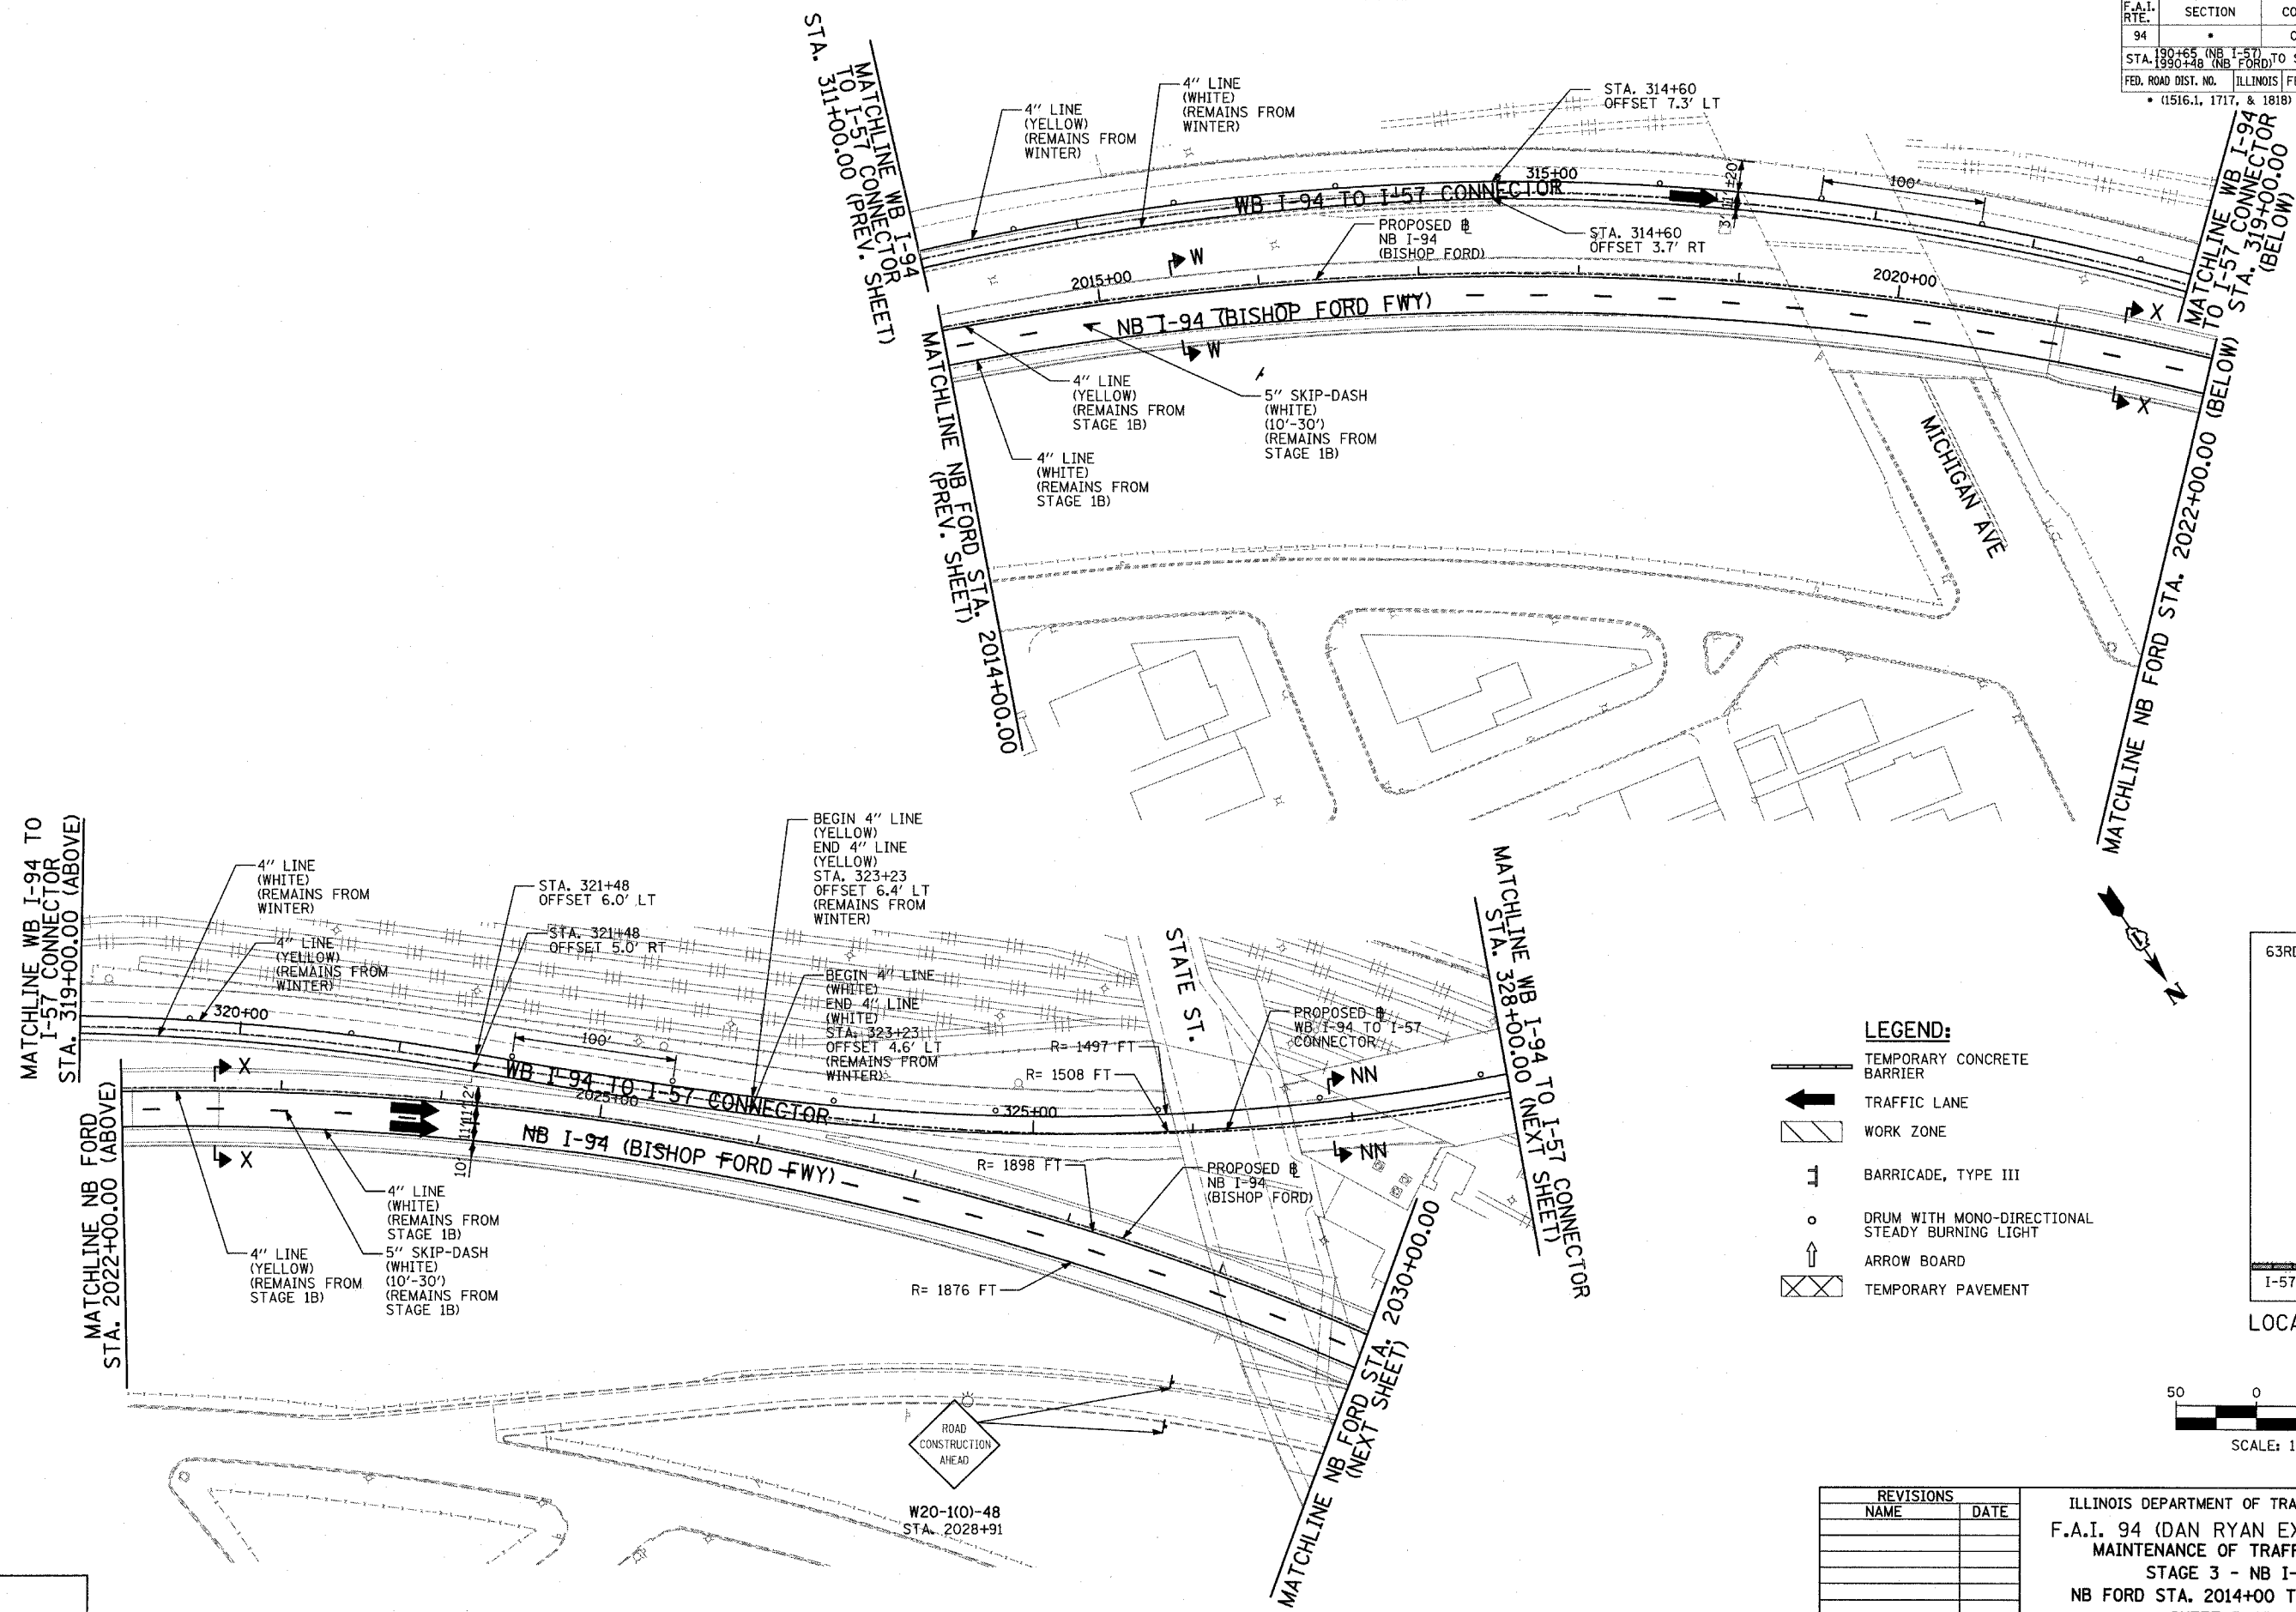 F.A.I.
RTE.
SECTION
94
•
STA. 190+65 (NB I-57) TO
1990+48 (NB FORD)
FED. ROAD DIST. NO.
ILLINOIS
• (1516.1, 1717, & 1818)
MATCHLINE WB I-94
TO I-57 CONNECTOR
STA. 311+00.00 (PREV. SHEET)
4" LINE
(YELLOW)
(REMAINS FROM
WINTER)
4" LINE
(WHITE)
(REMAINS FROM
WINTER)
STA. 314+60
OFFSET 7.3' LT
315+00
WB I-94 TO I-57 CONNECTOR
100'
PROPOSED ℄
NB I-94
(BISHOP FORD)
STA. 314+60
OFFSET 3.7' RT
MATCHLINE WB I-94
TO I-57 CONNECTOR
STA. 319+00.00
(BELOW)
W
2015+00
2020+00
X
NB I-94 (BISHOP FORD FWY)
W
X
4" LINE
(YELLOW)
(REMAINS FROM
STAGE 1B)
5" SKIP-DASH
(WHITE)
(10'-30')
(REMAINS FROM
STAGE 1B)
4" LINE
(WHITE)
(REMAINS FROM
STAGE 1B)
MICHIGAN AVE
MATCHLINE NB FORD STA. 2014+00.00
(PREV. SHEET)
MATCHLINE NB FORD STA. 2022+00.00 (BELOW)
N
MATCHLINE WB I-94 TO
I-57 CONNECTOR
STA. 319+00.00 (ABOVE)
4" LINE
(WHITE)
(REMAINS FROM
WINTER)
4" LINE
(YELLOW)
(REMAINS FROM
WINTER)
STA. 321+48
OFFSET 6.0' LT
STA. 321+48
OFFSET 5.0' RT
BEGIN 4" LINE
(YELLOW)
END 4" LINE
(YELLOW)
STA. 323+23
OFFSET 6.4' LT
(REMAINS FROM
WINTER)
BEGIN 4" LINE
(WHITE)
END 4" LINE
(WHITE)
STA. 323+23
OFFSET 4.6' LT
(REMAINS FROM
WINTER)
320+00
100'
WB I-94 TO I-57 CONNECTOR
325+00
R= 1497 FT
R= 1508 FT
STATE ST.
PROPOSED ℄
WB I-94 TO I-57
CONNECTOR
NN
NN
MATCHLINE WB I-94 TO I-57 CONNECTOR
STA. 328+00.00 (NEXT SHEET)
X
2025+00
X
11' 11' 2'
10'
NB I-94 (BISHOP FORD FWY)
R= 1898 FT
PROPOSED ℄
NB I-94
(BISHOP FORD)
R= 1876 FT
MATCHLINE NB FORD
STA. 2022+00.00 (ABOVE)
4" LINE
(YELLOW)
(REMAINS FROM
STAGE 1B)
4" LINE
(WHITE)
(REMAINS FROM
STAGE 1B)
5" SKIP-DASH
(WHITE)
(10'-30')
(REMAINS FROM
STAGE 1B)
MATCHLINE NB FORD STA. 2030+00.00
(NEXT SHEET)
ROAD
CONSTRUCTION
AHEAD
W20-1(O)-48
STA. 2028+91
LEGEND:
TEMPORARY CONCRETE
BARRIER
TRAFFIC LANE
WORK ZONE
BARRICADE, TYPE III
DRUM WITH MONO-DIRECTIONAL
STEADY BURNING LIGHT
ARROW BOARD
TEMPORARY PAVEMENT
I-57
50 0
SCALE: 1
REVISIONS
NAME DATE
ILLINOIS DEPARTMENT OF
F.A.I. 94 (DAN RYAN
MAINTENANCE OF
STAGE 3 - NB
NB FORD STA. 2014+00